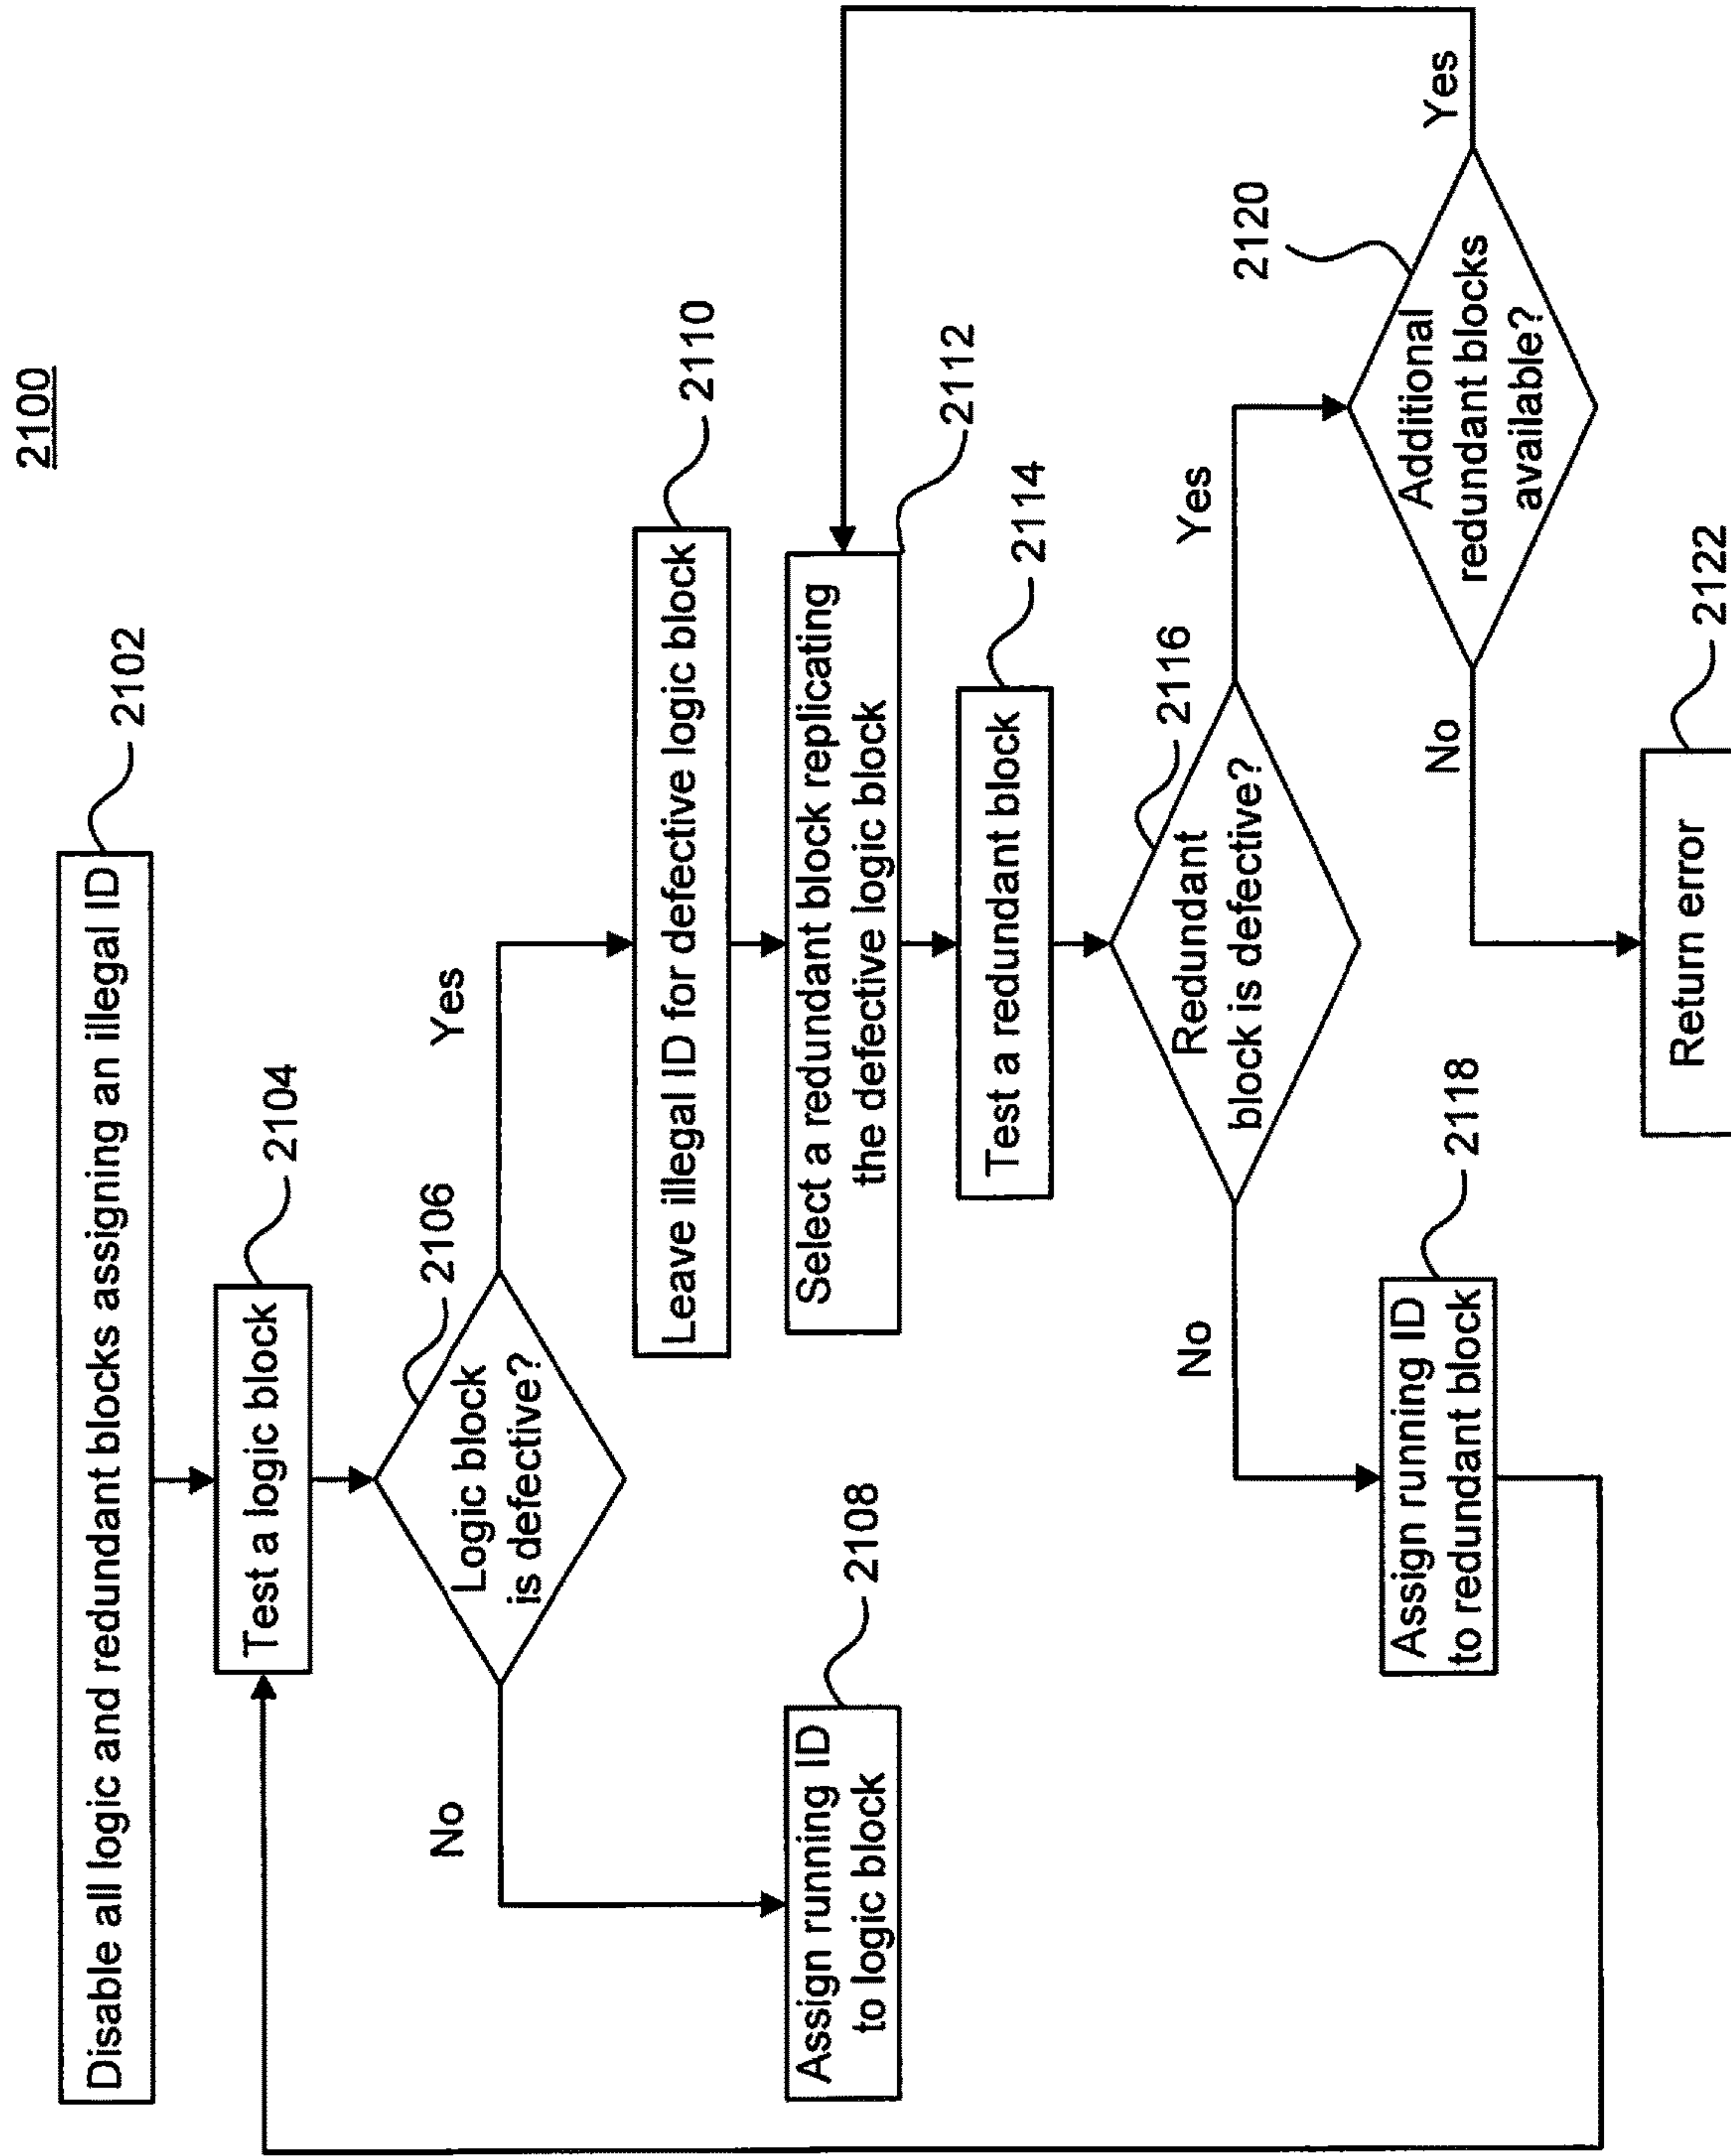 2100
Disable all logic and redundant blocks assigning an illegal ID
2102
Test a logic block
2104
Logic block
is defective?
2106
No
Yes
Assign running ID
to logic block
2108
Leave illegal ID for defective logic block
2110
Select a redundant block replicating
the defective logic block
2112
Test a redundant block
2114
Redundant
block is defective?
2116
No
Yes
Assign running ID
to redundant block
2118
Additional
redundant blocks
available?
2120
No
Yes
Return error
2122